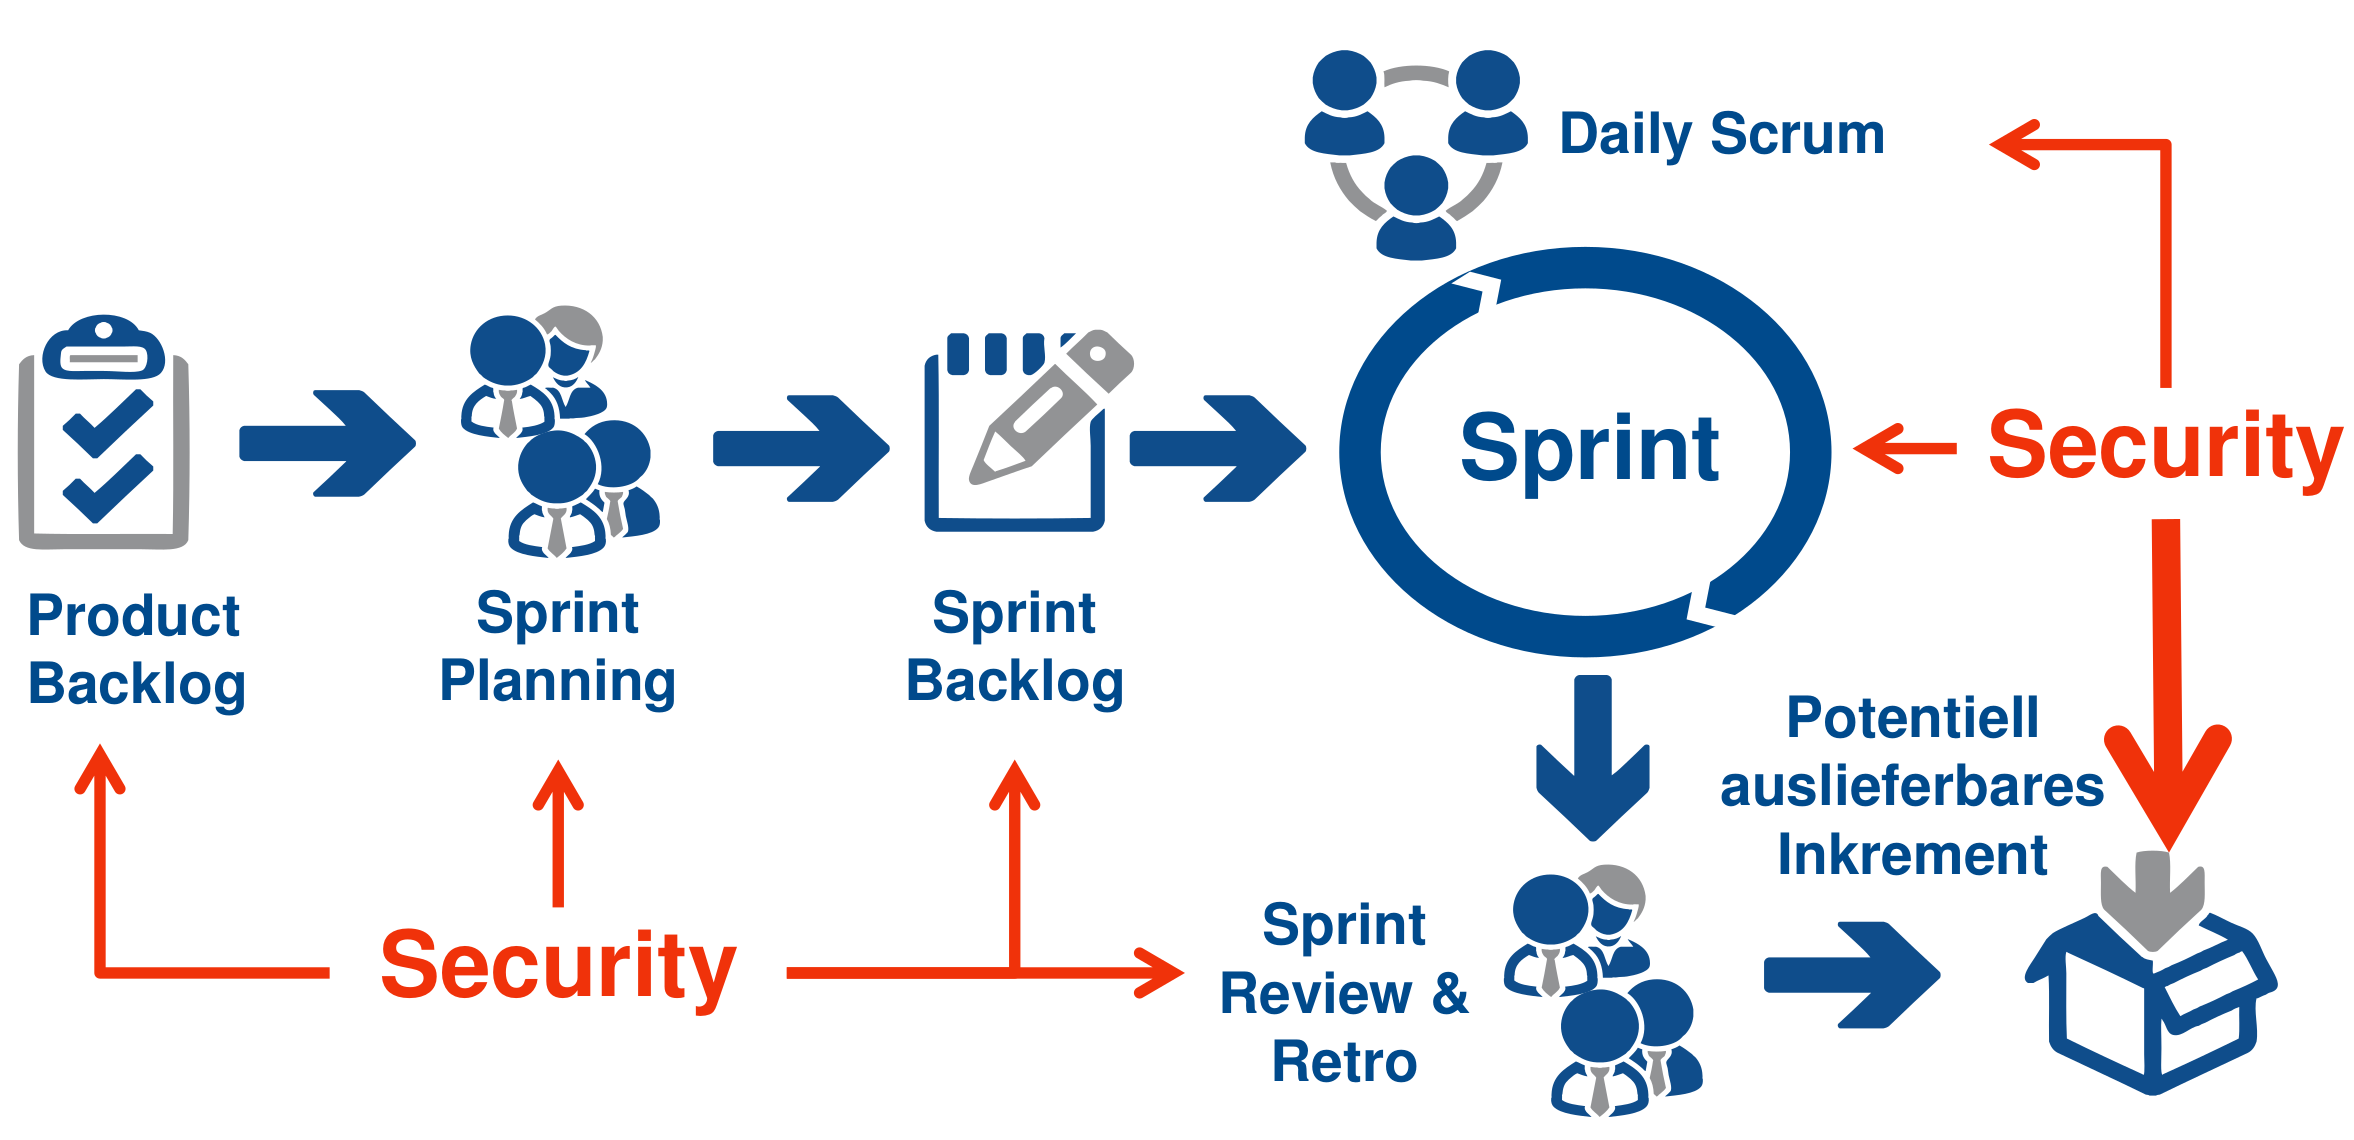 Daily Scrum
Sprint
Security
Product
Backlog
Sprint
Planning
Sprint
Backlog
Potentiell
auslieferbares
Inkrement
Security
Sprint
Review &
Retro